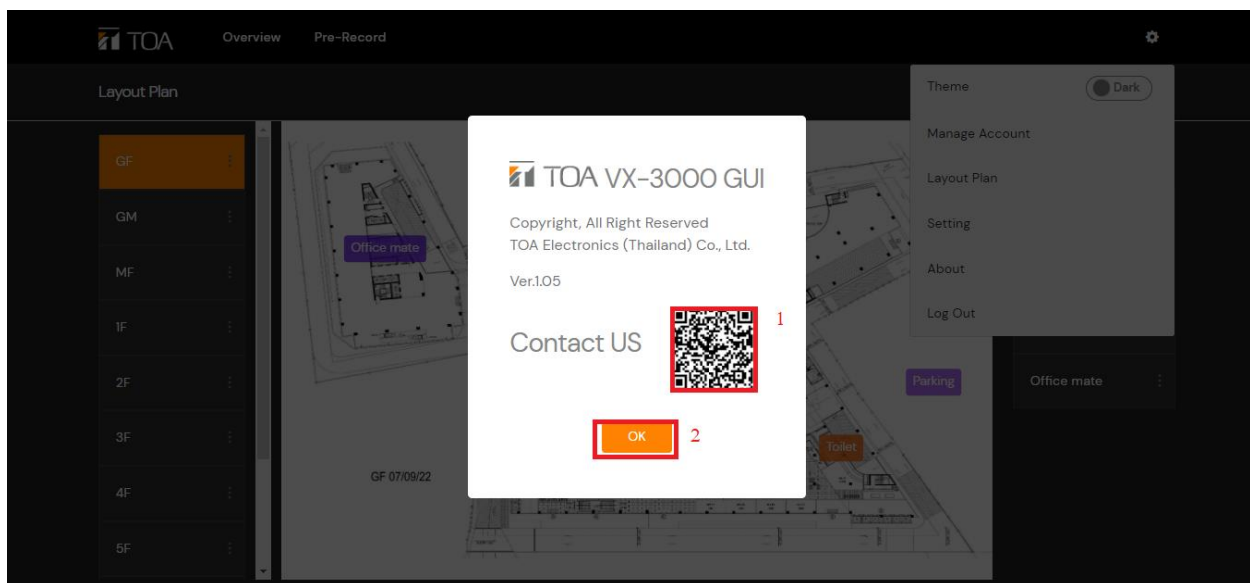 TOA Overview Pre-Record
Layout Plan
Theme Dark
Manage Account
Layout Plan
Setting
About
Log Out
GF
GM
MF
1F
2F
3F
4F
5F
Office mate
GF 07/09/22
TOA VX-3000 GUI
Copyright, All Right Reserved
TOA Electronics (Thailand) Co., Ltd.
Ver.1.05
Contact US
1
OK
2
Parking
Toilet
Office mate